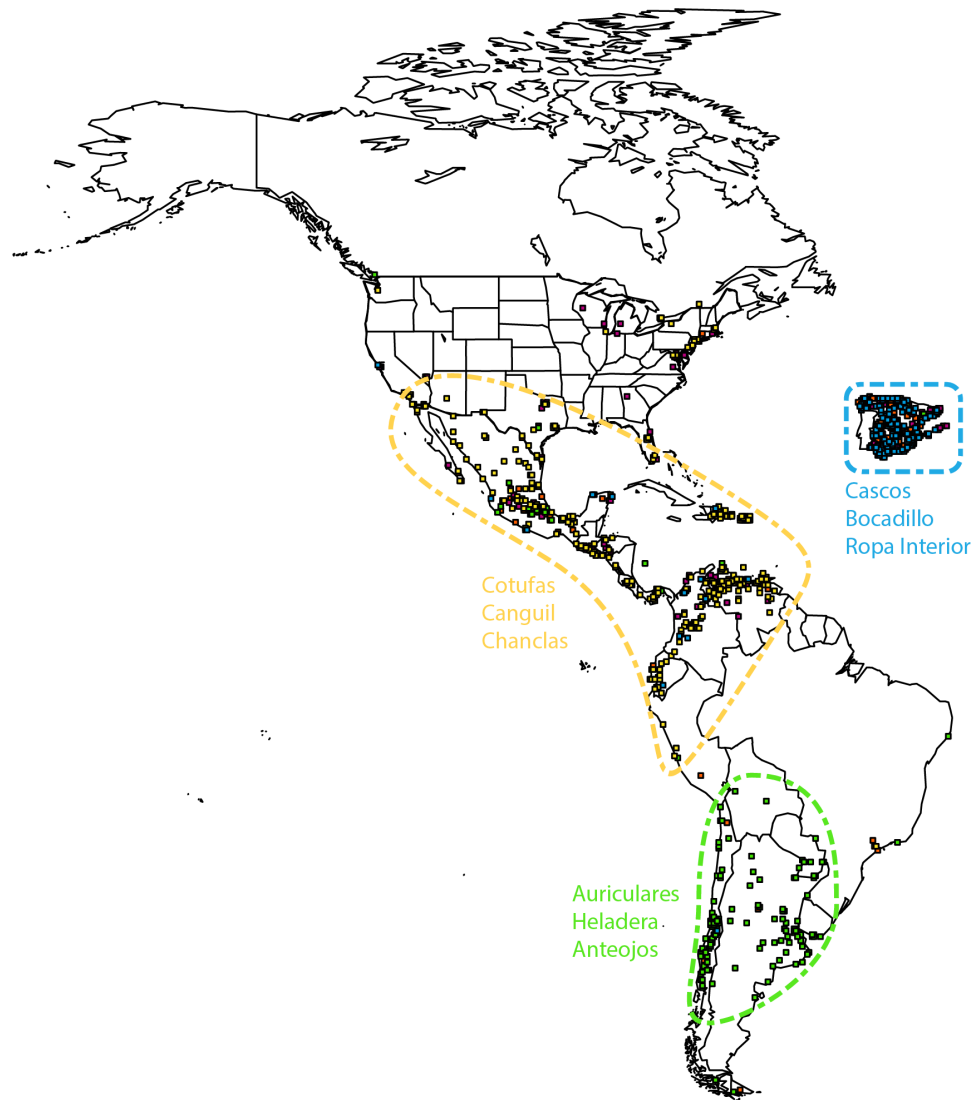 Cascos
Bocadillo
Ropa Interior
Cotufas
Canguil
Chanclas
Auriculares
Heladera
Anteojos